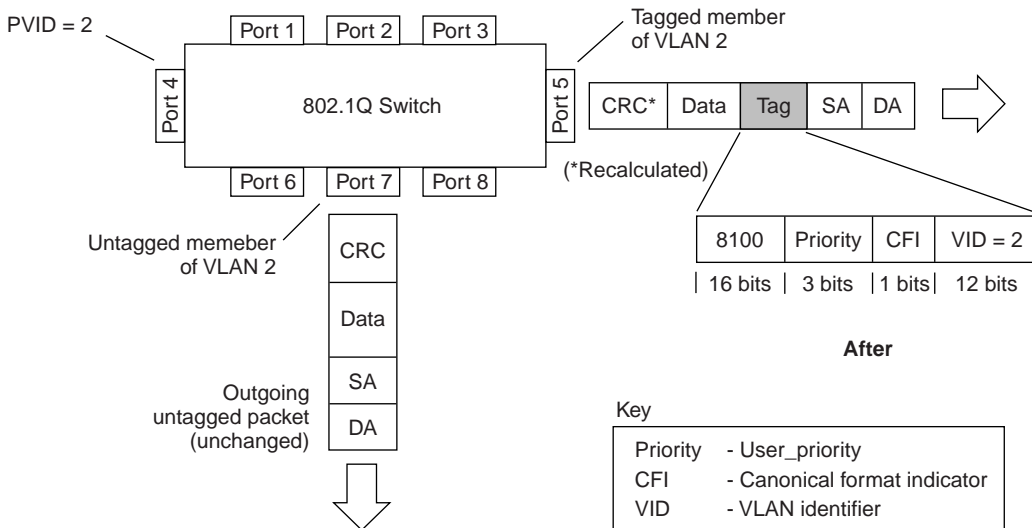 PVID = 2
Port 1
Port 2
Port 3
Tagged member
of VLAN 2
Port 4
802.1Q Switch
Port 5
CRC*
Data
Tag
SA
DA
(*Recalculated)
Port 6
Port 7
Port 8
Untagged memeber
of VLAN 2
CRC
Data
SA
DA
8100
Priority
CFI
VID = 2
16 bits
3 bits
1 bits
12 bits
After
Outgoing
untagged packet
(unchanged)
Key
Priority - User_priority
CFI - Canonical format indicator
VID - VLAN identifier